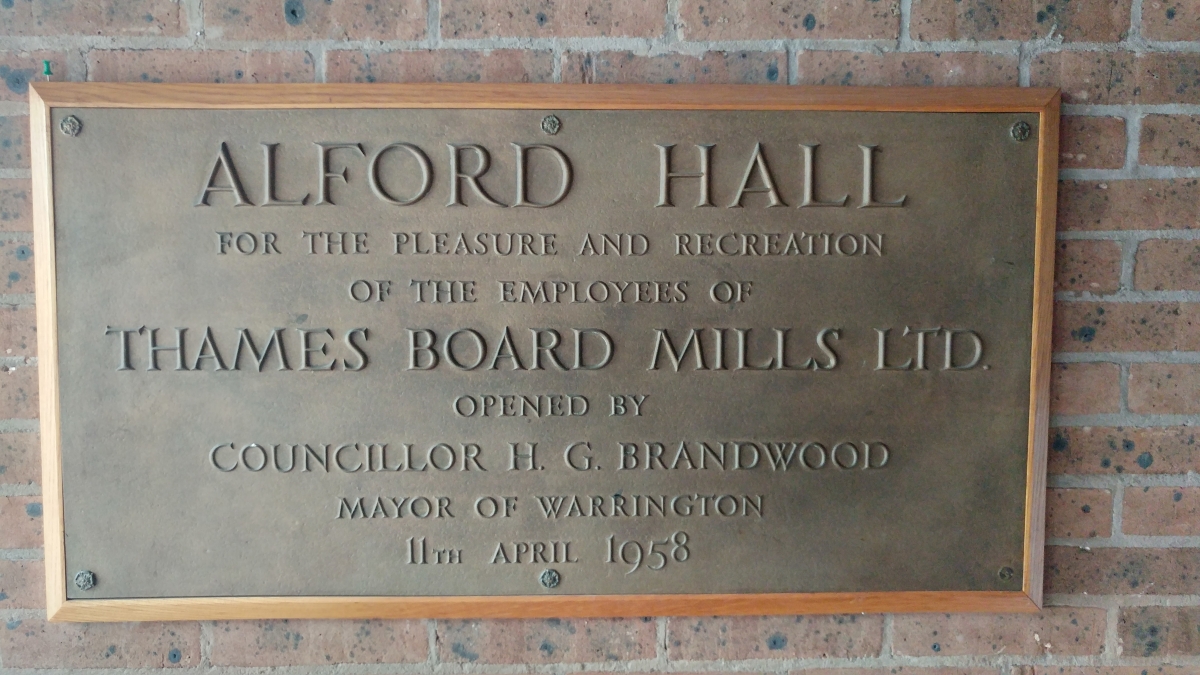 ALFORD HALL
FOR THE PLEASURE AND RECREATION
OF THE EMPLOYEES OF
THAMES BOARD MILLS LTD.
OPENED BY
COUNCILLOR H. G. BRANDWOOD
MAYOR OF WARRINGTON
11TH APRIL 1958